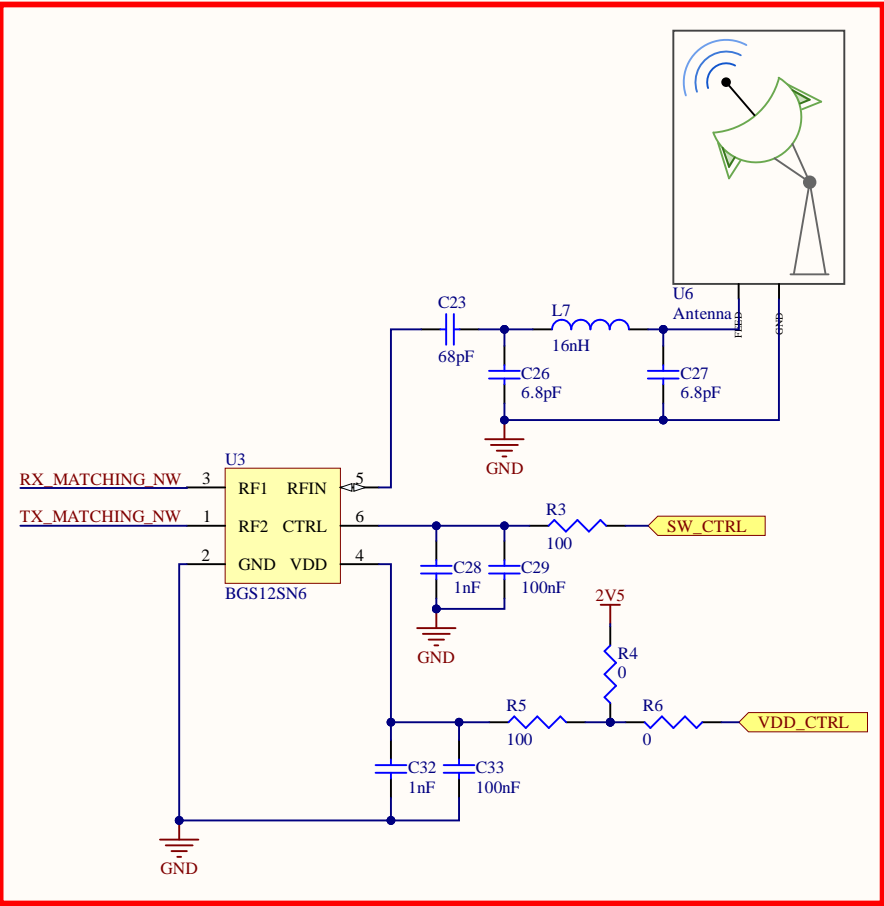 U6
Antenna
FEED
GND
C23
68pF
L7
16nH
C26
6.8pF
C27
6.8pF
GND
U3
RX_MATCHING_NW
3
RF1
RFIN
5
TX_MATCHING_NW
1
RF2
CTRL
6
2
GND
VDD
4
BGS12SN6
R3
100
SW_CTRL
C28
1nF
C29
100nF
GND
2V5
R4
0
R5
100
R6
0
VDD_CTRL
C32
1nF
C33
100nF
GND